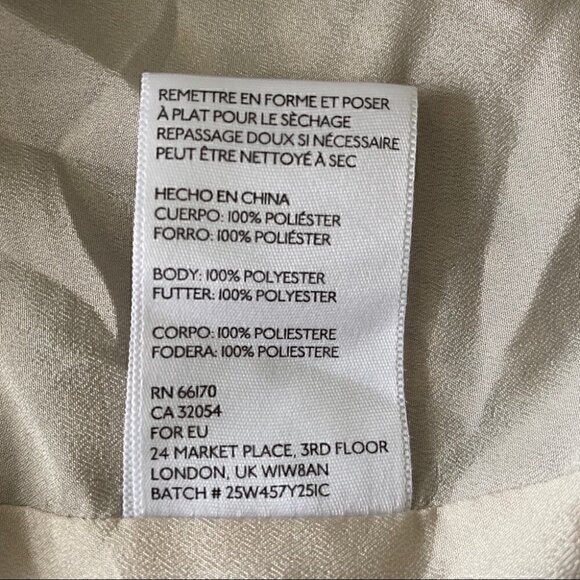 REMETTRE EN FORME ET POSER
À PLAT POUR LE SÈCHAGE
REPASSAGE DOUX SI NÉCESSAIRE
PEUT ÊTRE NETTOYÉ À SEC
HECHO EN CHINA
CUERPO: 100% POLIÉSTER
FORRO: 100% POLIÉSTER
BODY: 100% POLYESTER
FUTTER: 100% POLYESTER
CORPO: 100% POLIESTERE
FODERA: 100% POLIESTERE
RN 66170
CA 32054
FOR EU
24 MARKET PLACE, 3RD FLOOR
LONDON, UK W1W8AN
BATCH # 25W457Y251C